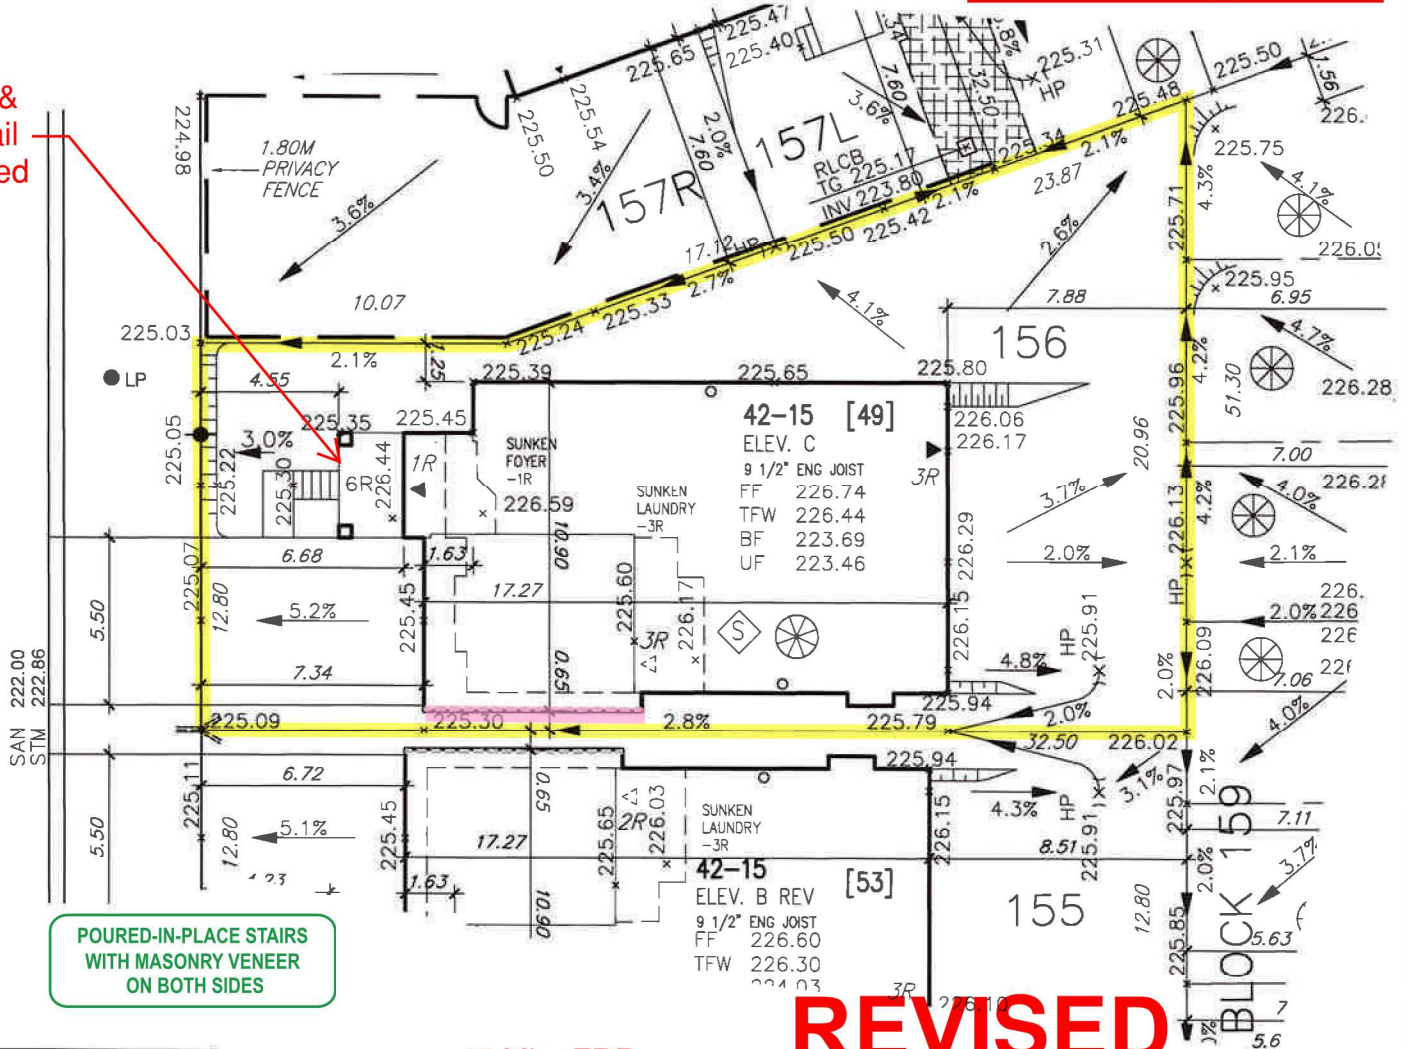 &
ail
ed
224.98
1.80M
PRIVACY
FENCE
3.6%
225.50
225.54
3.4%
157R
225.65
225.47
225.40
2.0%
7.60
157L
RLCB
TG 225.17
INV 223.80
3.6%
7.60
32.50
225.31
HP
225.48
225.50
1.56
226.
225.34
2.1%
23.87
2.1%
225.42
225.50
17.12
HP
2.7%
225.33
225.24
10.07
225.03
2.1%
1.25
4.1%
2.6%
225.71
4.3%
225.75
4.1%
225.95
7.88
6.95
156
4.7%
LP
4.55
225.39
225.65
225.80
225.96
4.2%
51.30
226.28
225.05
225.35
225.45
3.0%
225.22
225.30
6R
226.44
1R
SUNKEN
FOYER
-1R
226.59
SUNKEN
LAUNDRY
-3R
42-15 [49]
ELEV. C
9 1/2" ENG JOIST
FF 226.74
TFW 226.44
BF 223.69
UF 223.46
226.06
226.17
3R
20.96
7.00
4.0%
3.7%
226.13
4.2%
225.07
12.80
6.68
1.63
10.90
17.27
225.60
226.29
2.0%
2.1%
HP
5.50
5.2%
225.45
3R
226.17
S
226.15
225.91
HP
2.0%
226
226
7.34
0.65
4.8%
2.0%
226.09
7.06
SAN 222.00
STM 222.86
225.94
4.0%
225.09
225.30
2.8%
225.79
2.0%
32.50
226.02
225.11
6.72
0.65
225.94
4.3%
HP
3.1%
225.97
2.1%
5.50
12.80
5.1%
225.45
17.27
225.65
2R
226.03
SUNKEN
LAUNDRY
-3R
226.15
225.91
8.51
7.11
3.7%
1.63
10.90
42-15 [53]
ELEV. B REV
9 1/2" ENG JOIST
FF 226.60
TFW 226.30
3R
226.10
155
12.80
2.0%
225.85
BLOCK 159
5.63
7
5.6
POURED-IN-PLACE STAIRS
WITH MASONRY VENEER
ON BOTH SIDES
REVISED